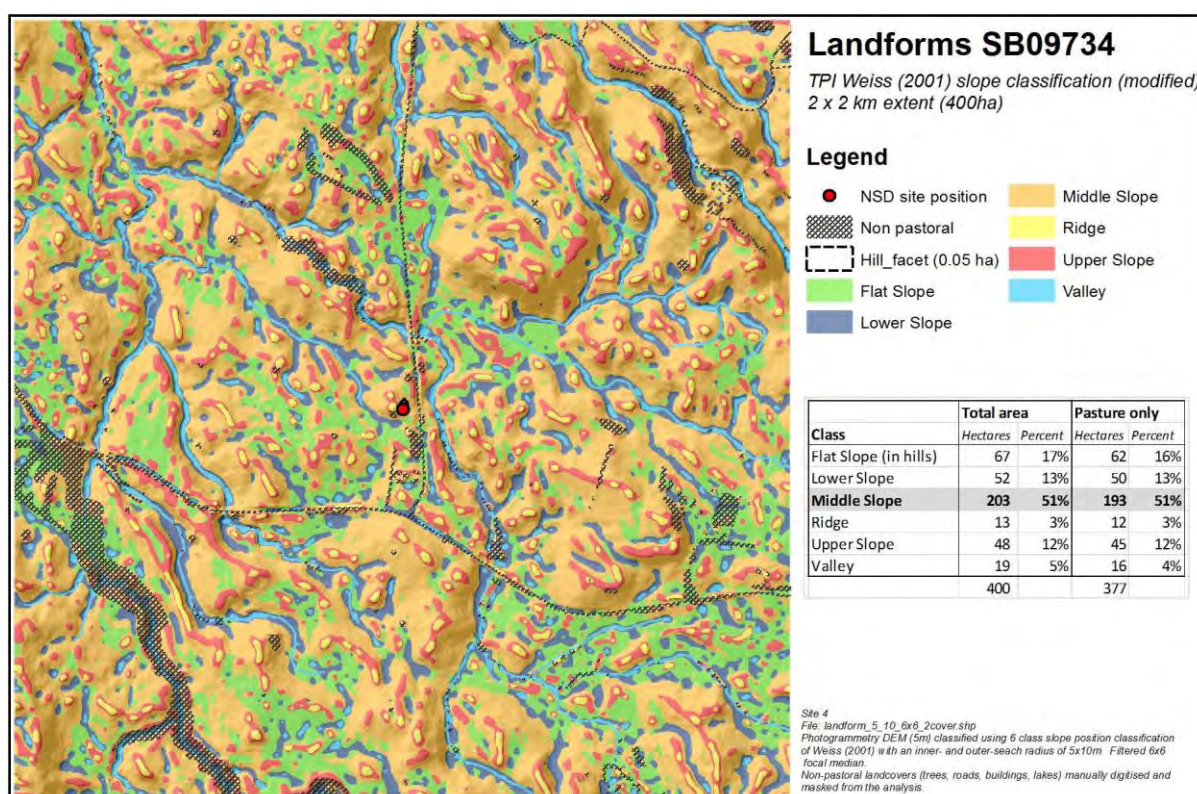 Landforms SB09734
TPI Weiss (2001) slope classification (modified)
2 x 2 km extent (400ha)
Legend
NSD site position
Non pastoral
Hill_facet (0.05 ha)
Flat Slope
Lower Slope
Middle Slope
Ridge
Upper Slope
Valley
Total area Pasture only
Class Hectares Percent Hectares Percent
Flat Slope (in hills) 67 17% 62 16%
Lower Slope 52 13% 50 13%
Middle Slope 203 51% 193 51%
Ridge 13 3% 12 3%
Upper Slope 48 12% 45 12%
Valley 19 5% 16 4%
400 377
Site 4
File: landform_5_10_6x6_2cover.shp
Photogrammetry DEM (5m) classified using 6 class slope position classification
of Weiss (2001) with an inner- and outer-seach radius of 5x10m. Filtered 6x6
focal median.
Non-pastoral landcovers (trees, roads, buildings, lakes) manually digitised and
masked from the analysis.